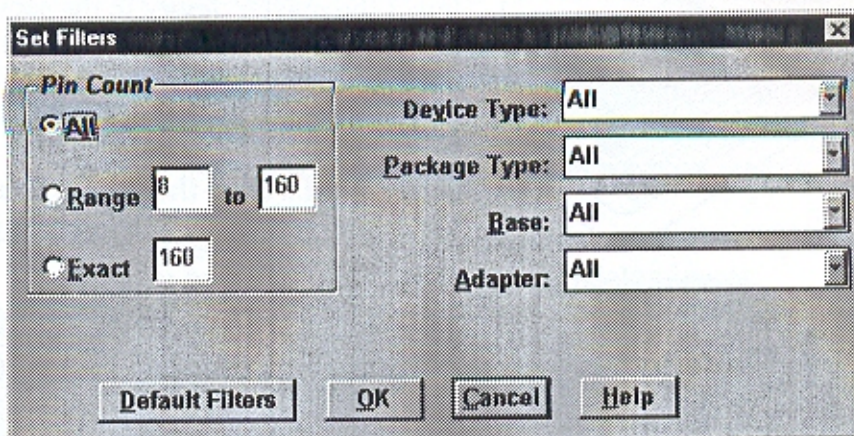 Set Filters
Pin Count
All
Range 8 to 160
Exact 160
Device Type: All
Package Type: All
Base: All
Adapter: All
Default Filters OK Cancel Help